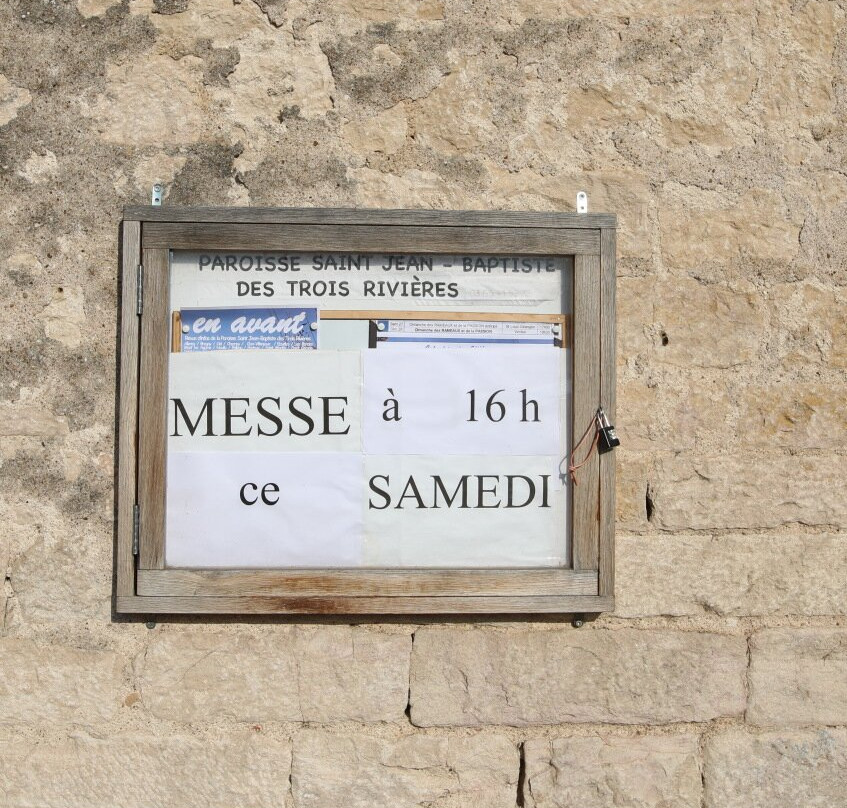 PAROISSE SAINT JEAN - BAPTISTE
DES TROIS RIVIÈRES
en avant
MESSE à 16 h
ce SAMEDI